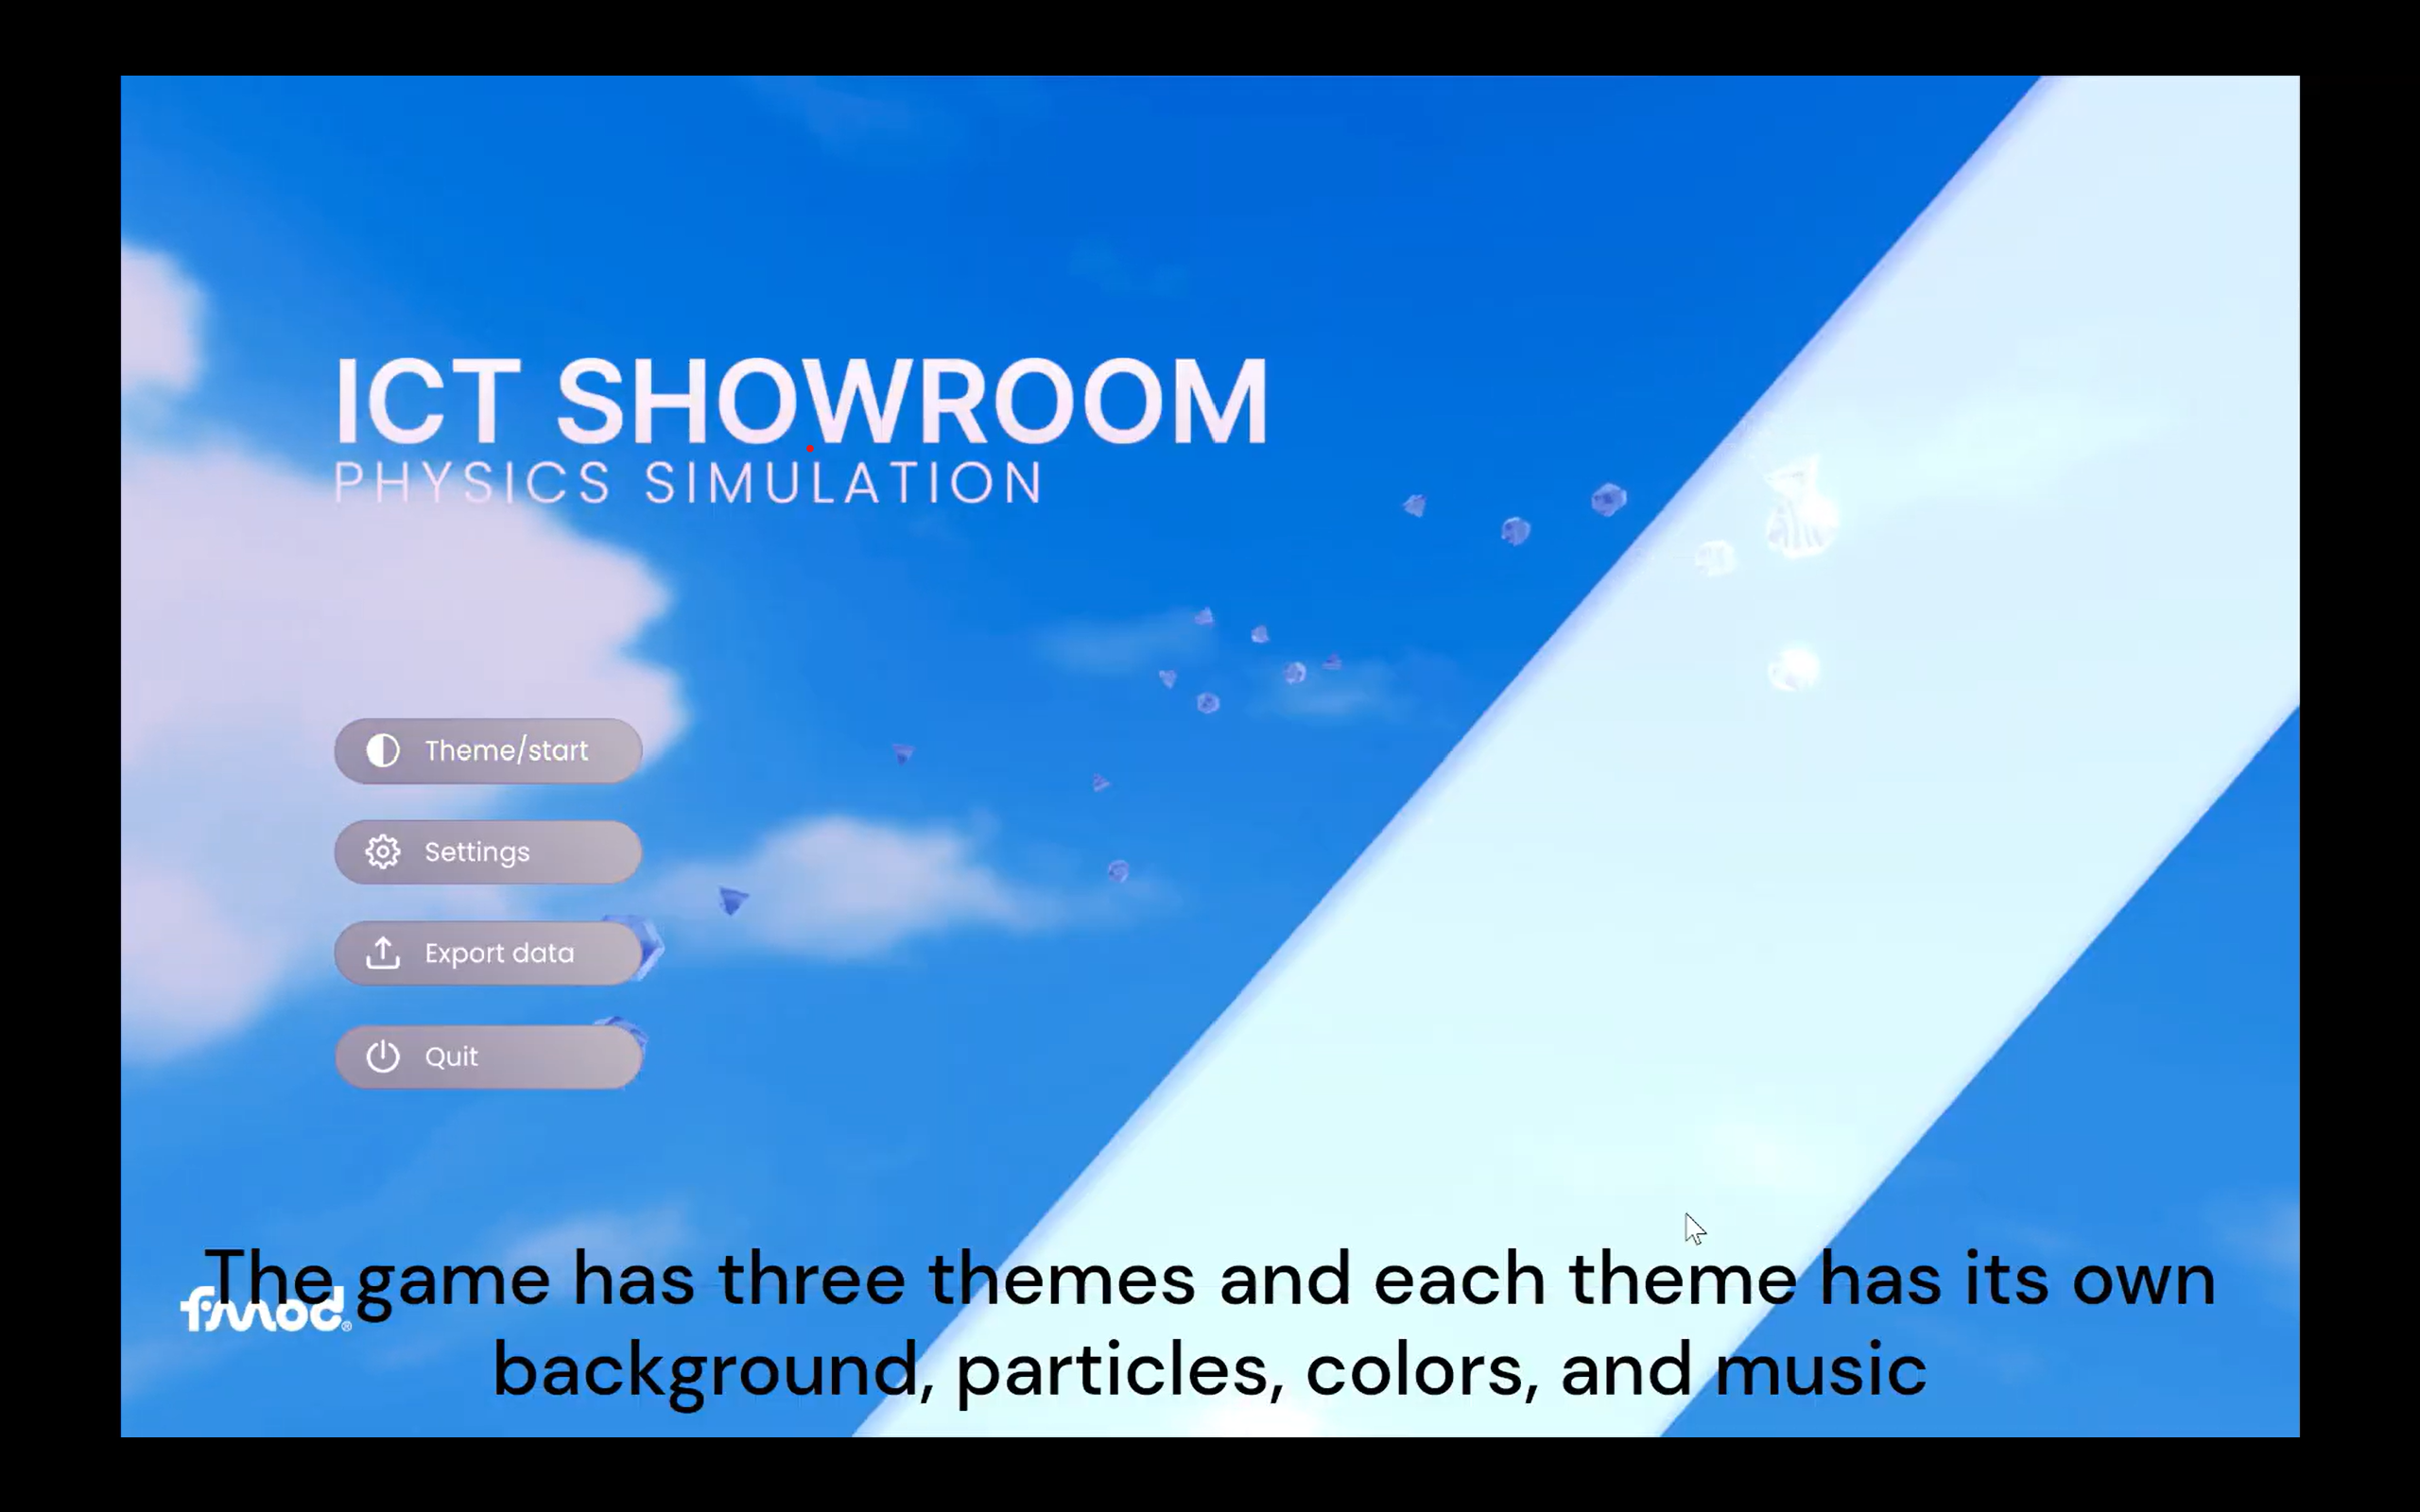 ICT SHOWROOM
PHYSICS SIMULATION
Theme/start
Settings
Export data
Quit
fmod®
The game has three themes and each theme has its own
background, particles, colors, and music